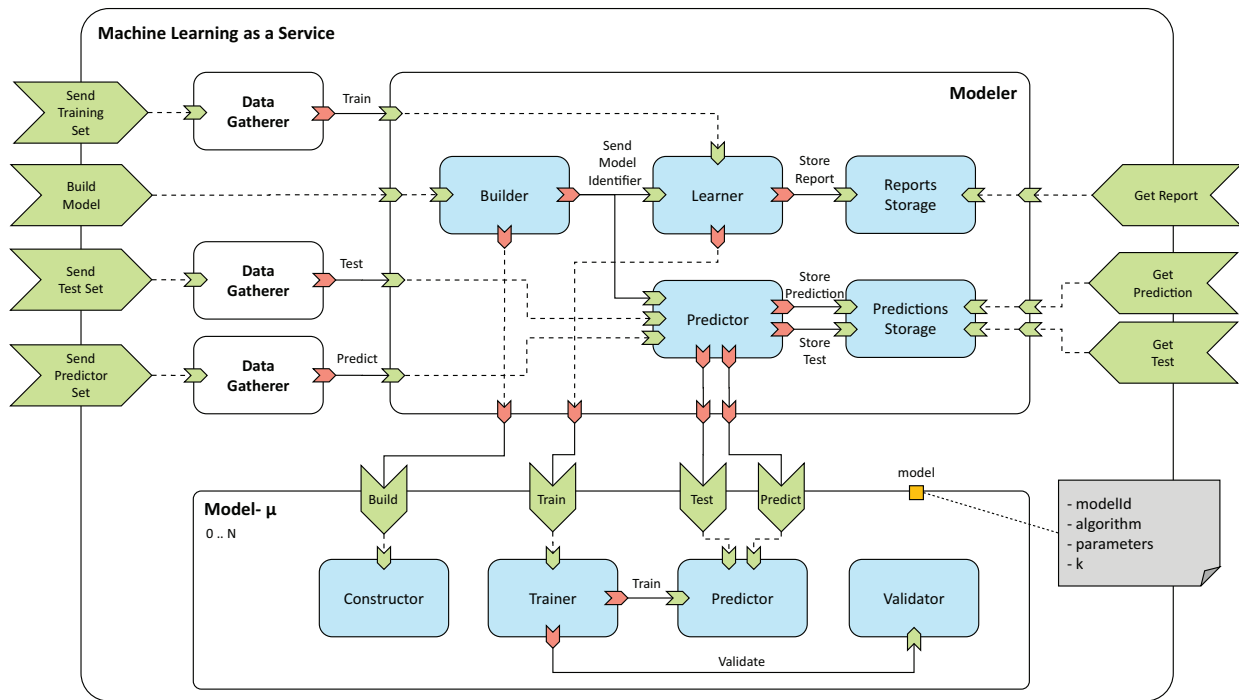 Machine Learning as a Service
Send
Training
Set
Data
Gatherer
Train
Modeler
Build
Model
Builder
Send
Model
Identifier
Learner
Store
Report
Reports
Storage
Get Report
Send
Test Set
Data
Gatherer
Test
Predictor
Store
Prediction
Store
Test
Predictions
Storage
Get
Prediction
Get
Test
Send
Predictor
Set
Data
Gatherer
Predict
Build
Train
Test
Predict
model
Model- μ
0 .. N
- modelId
- algorithm
- parameters
- k
Constructor
Trainer
Train
Predictor
Validator
Validate